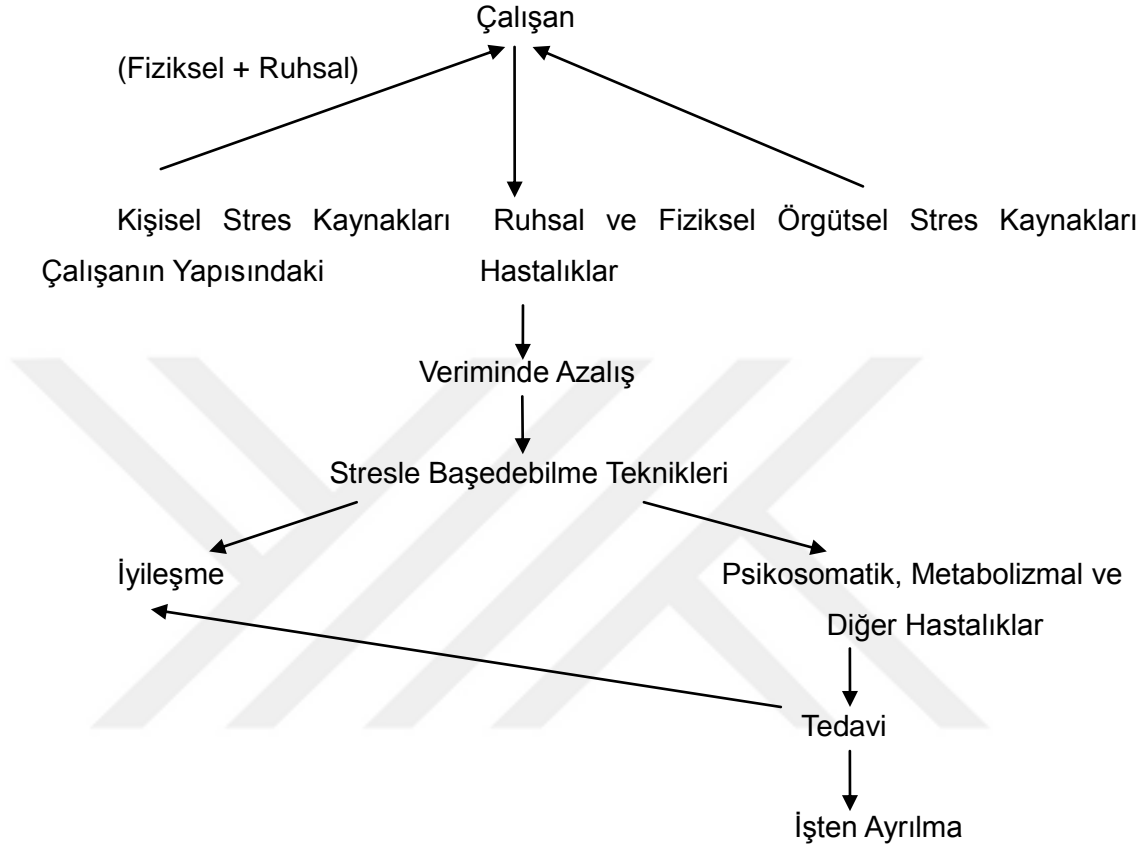 Çalışan
(Fiziksel + Ruhsal)
Kişisel Stres Kaynakları Ruhsal ve Fiziksel Örgütsel Stres Kaynakları
Çalışanın Yapısındaki Hastalıklar
Veriminde Azalış
Stresle Başedebilme Teknikleri
İyileşme Psikosomatik, Metabolizmal ve
Diğer Hastalıklar
Tedavi
İşten Ayrılma